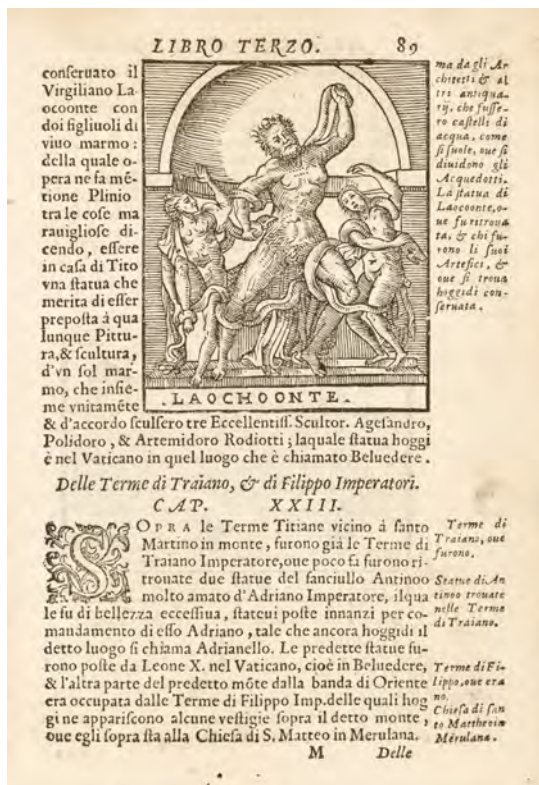 LIBRO TERZO. 89
conſeruato il
Virgiliano La-
ocoonte con
doi figliuoli di
viuo marmo :
della quale o-
pera ne fa mē-
tione Plinio
tra le coſe ma
rauiglioſe di-
cendo, eſſere
in caſa di Tito
vna ſtatua che
merita di eſſer
prepoſta á qua
lunque Pittu-
ra,& ſcultura,
d'vn ſol mar-
mo, che inſie-
me vnitaméte
LAOCHOONTE.
& d'accordo ſculſero tre Eccellentiſſ. Scultor. Ageſandro,
Polidoro, & Artemidoro Rodiotti ; laquale ſtatua hoggi
è nel Vaticano in quel luogo che è chiamato Beluedere.
ma da gli Ar
chitetti & al
tri antiqua-
rij, che fuſſe-
ro caſtelli di
acqua, come
ſi ſuole, oue ſi
diuidono gli
Acquedotti.
La ſtatua di
Laocoonte,o-
ue fu ritroua
ta, & chi fu-
rono li ſuoi
Artefici, &
oue ſi troua
hoggidi con-
ſeruata.
Delle Terme di Traiano, & di Filippo Imperatori.
CAP. XXIII.
SOPRA le Terme Titiane vicino á ſanto
Martino in monte, furono giá le Terme di
Traiano Imperatore,oue poco fa furono ri-
trouate due ſtatue del fanciullo Antinoo
molto amato d'Adriano Imperatore, ilqua
le fu di bellezza ecceſſiua, ſtateui poſte innanzi per co-
mandamento di eſſo Adriano, tale che ancora hoggidi il
detto luogo ſi chiama Adrianello. Le predette ſtatue fu-
rono poſte da Leone X. nel Vaticano, cioè in Beluedere,
& l'altra parte del predetto mōte dalla banda di Oriente
era occupata dalle Terme di Filippo Imp.delle quali hog
gi ne appariſcono alcune veſtigie ſopra il detto monte,
oue egli ſopra ſta alla Chieſa di S. Matteo in Merulana.
Terme di
Traiano, oue
furono.
Statue di An
tinoo trouate
nelle Terme
di Traiano.
Terme di Fi-
lippo,oue era
no.
Chieſa di ſan
to Mattheo in
Merulana.
M Delle